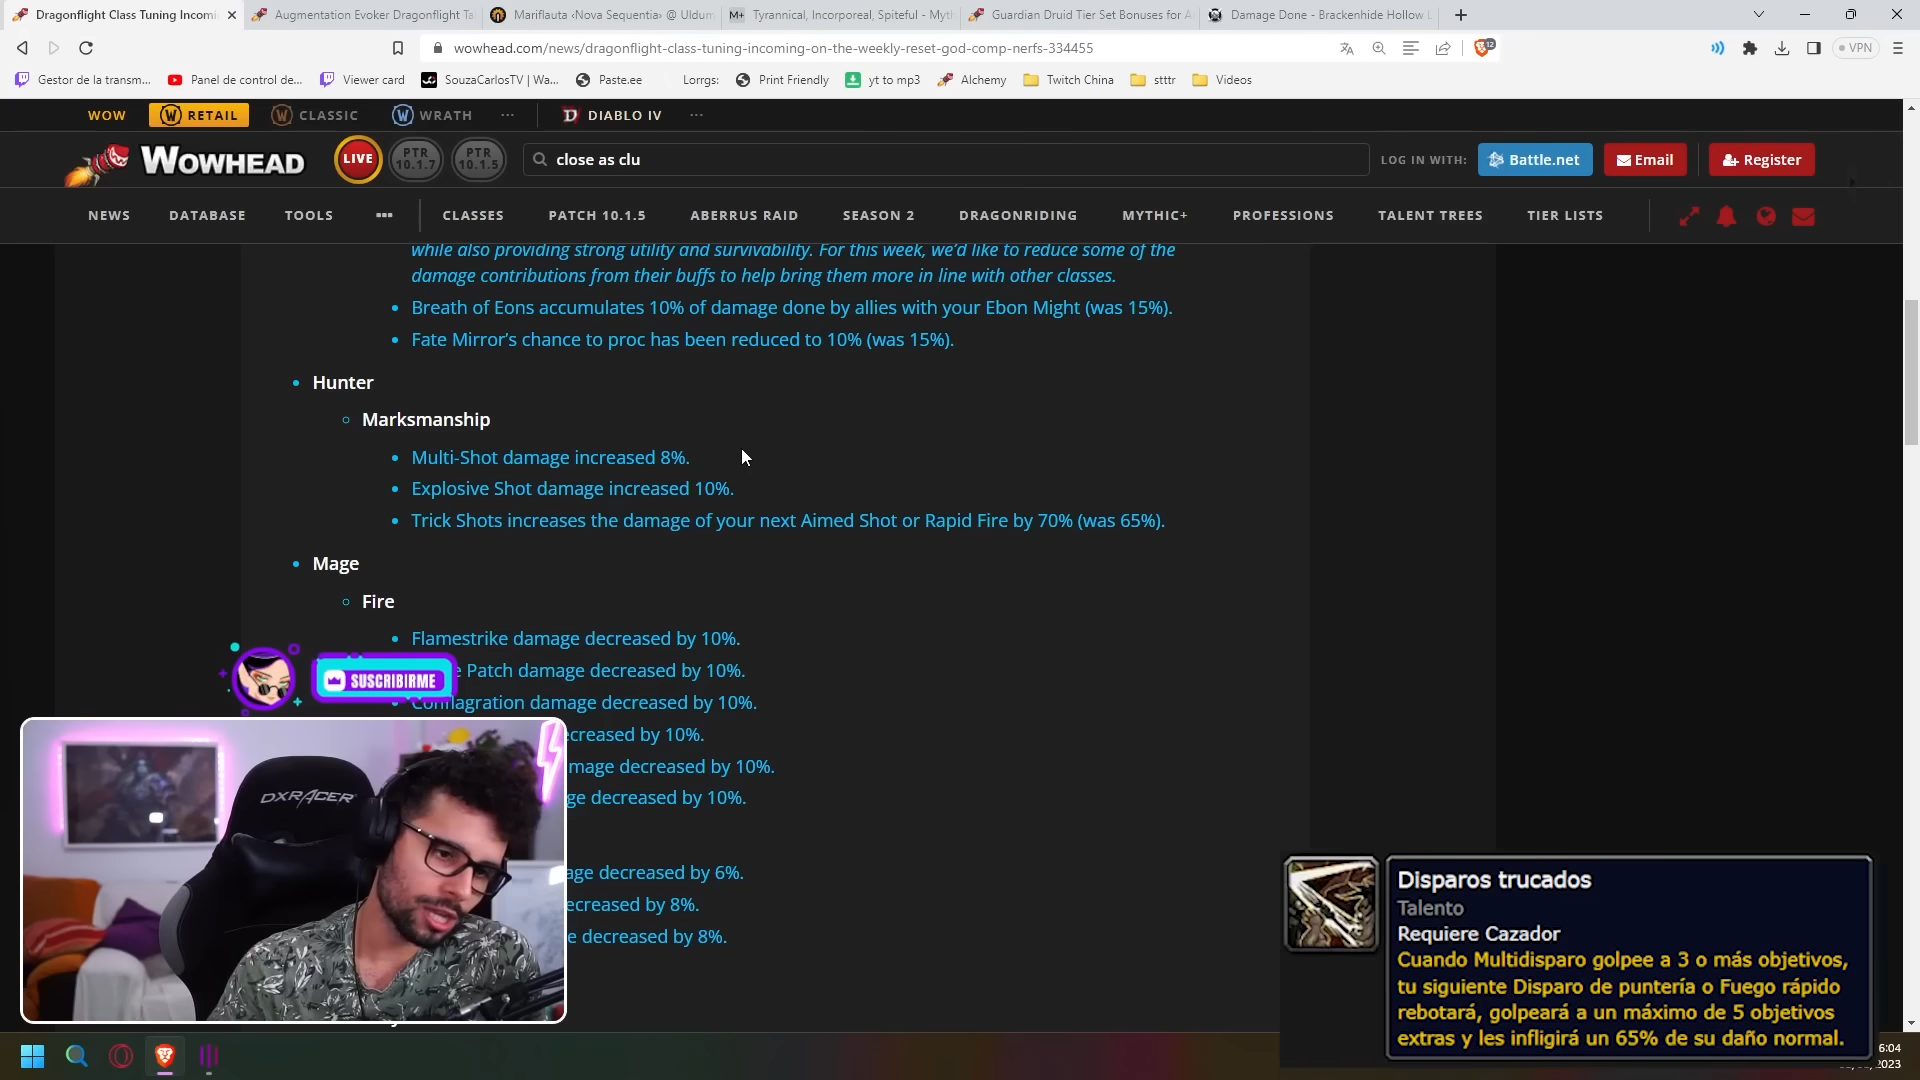 Dragonflight Class Tuning Incomi
Augmentation Evoker Dragonflight Ta
Mariflauta ‹Nova Sequentia› @ Uldum
M+ Tyrannical, Incorporeal, Spiteful - Myth
Guardian Druid Tier Set Bonuses for A
Damage Done - Brackenhide Hollow L
wowhead.com/news/dragonflight-class-tuning-incoming-on-the-weekly-reset-god-comp-nerfs-334455
12
VPN
Gestor de la transm...
Panel de control de...
Viewer card
SouzaCarlosTV | Wa...
Paste.ee
Lorrgs:
Print Friendly
yt to mp3
Alchemy
Twitch China
stttr
Videos
WOW
RETAIL
CLASSIC
WRATH
...
DIABLO IV
...
WOWHEAD
LIVE
PTR 10.1.7
PTR 10.1.5
close as clu
LOG IN WITH:
Battle.net
Email
Register
NEWS
DATABASE
TOOLS
...
CLASSES
PATCH 10.1.5
ABERRUS RAID
SEASON 2
DRAGONRIDING
MYTHIC+
PROFESSIONS
TALENT TREES
TIER LISTS
while also providing strong utility and survivability. For this week, we'd like to reduce some of the
damage contributions from their buffs to help bring them more in line with other classes.
Breath of Eons accumulates 10% of damage done by allies with your Ebon Might (was 15%).
Fate Mirror's chance to proc has been reduced to 10% (was 15%).
Hunter
Marksmanship
Multi-Shot damage increased 8%.
Explosive Shot damage increased 10%.
Trick Shots increases the damage of your next Aimed Shot or Rapid Fire by 70% (was 65%).
Mage
Fire
Flamestrike damage decreased by 10%.
Patch damage decreased by 10%.
SUSCRIBIRME
Conflagration damage decreased by 10%.
ecreased by 10%.
mage decreased by 10%.
ge decreased by 10%.
age decreased by 6%.
ecreased by 8%.
e decreased by 8%.
DXRACER
Disparos trucados
Talento
Requiere Cazador
Cuando Multidisparo golpee a 3 o más objetivos,
tu siguiente Disparo de puntería o Fuego rápido
rebotará, golpeará a un máximo de 5 objetivos
extras y les infligirá un 65% de su daño normal.
6:04
2023